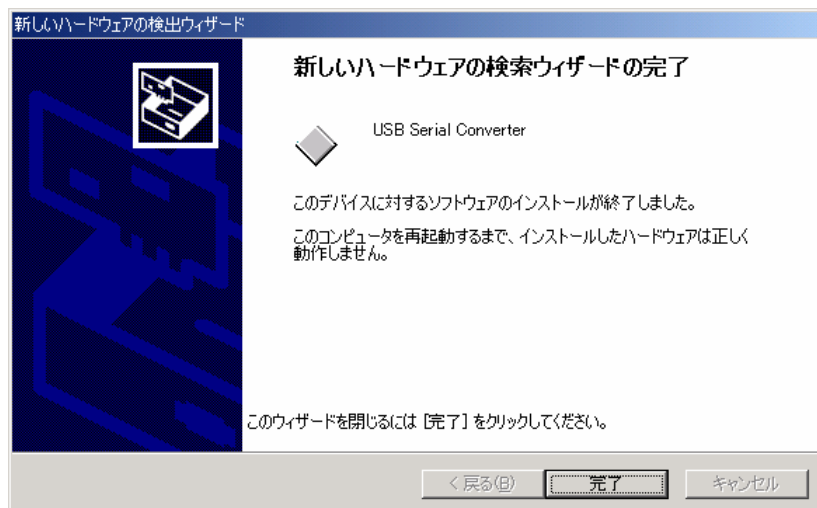 新しいハードウェアの検出ウィザード
新しいハードウェアの検索ウィザードの完了
USB Serial Converter
このデバイスに対するソフトウェアのインストールが終了しました。
このコンピュータを再起動するまで、インストールしたハードウェアは正しく
動作しません。
このウィザードを閉じるには [完了] をクリックしてください。
< 戻る(B)
完了
キャンセル